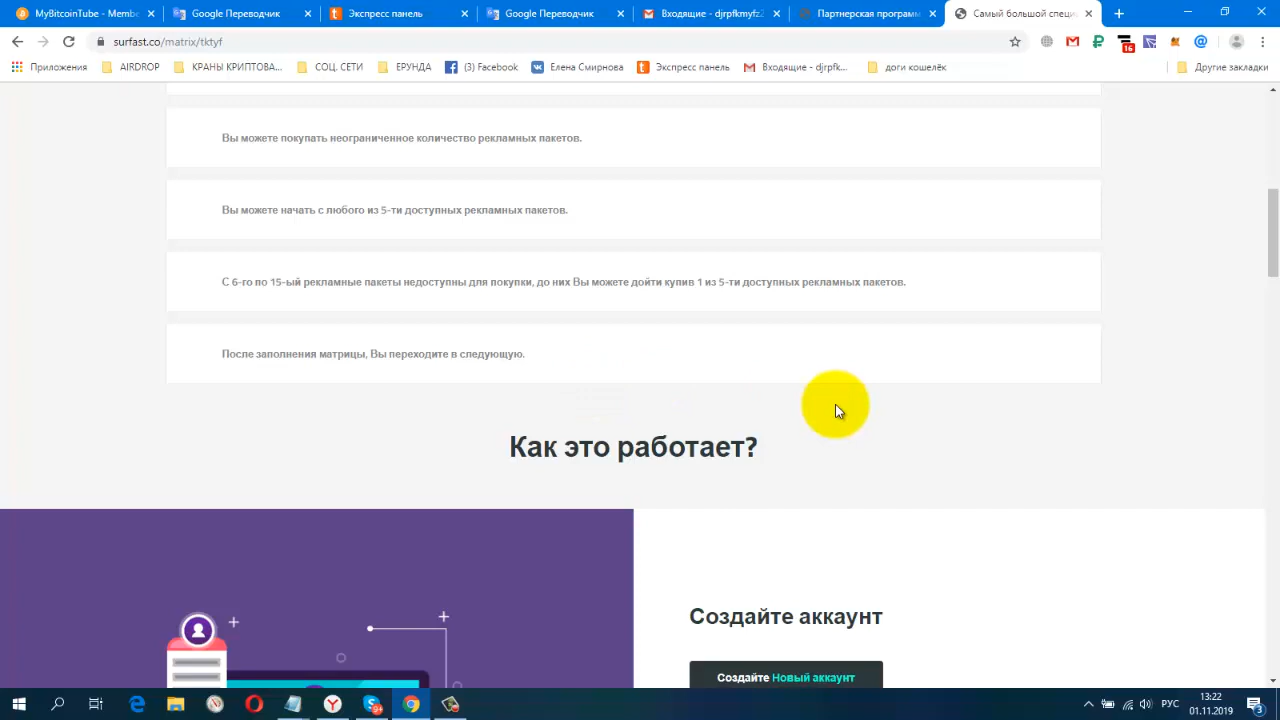 MyBitcoinTube - Membe
Google Переводчик
Экспресс панель
Google Переводчик
Входящие - djrpfkmyfz2
Партнерская программ
Самый большой специ
surfast.co/matrix/tktyf
16
Приложения
AIRDROP
КРАНЫ КРИПТОВА...
СОЦ. СЕТИ
ЕРУНДА
(3) Facebook
Елена Смирнова
Экспресс панель
Входящие - djrpfk...
доги кошелёк
Другие закладки
Вы можете покупать неограниченное количество рекламных пакетов.
Вы можете начать с любого из 5-ти доступных рекламных пакетов.
С 6-го по 15-ый рекламные пакеты недоступны для покупки, до них Вы можете дойти купив 1 из 5-ти доступных рекламных пакетов.
После заполнения матрицы, Вы переходите в следующую.
Как это работает?
Создайте аккаунт
Создайте Новый аккаунт
РУС
13:22
01.11.2019
3